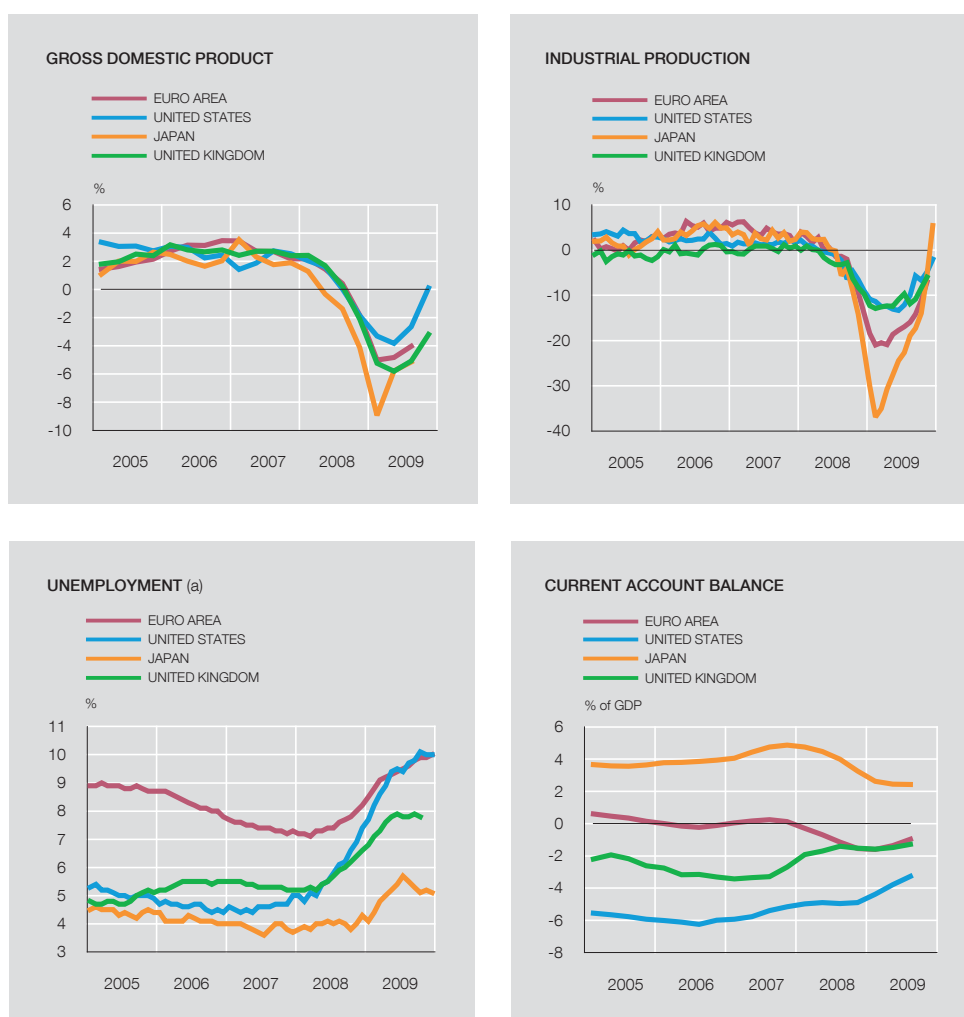 GROSS DOMESTIC PRODUCT
EURO AREA
UNITED STATES
JAPAN
UNITED KINGDOM
%
6
4
2
0
-2
-4
-6
-8
-10
2005 2006 2007 2008 2009
INDUSTRIAL PRODUCTION
EURO AREA
UNITED STATES
JAPAN
UNITED KINGDOM
%
10
0
-10
-20
-30
-40
2005 2006 2007 2008 2009
UNEMPLOYMENT (a)
EURO AREA
UNITED STATES
JAPAN
UNITED KINGDOM
%
11
10
9
8
7
6
5
4
3
2005 2006 2007 2008 2009
CURRENT ACCOUNT BALANCE
EURO AREA
UNITED STATES
JAPAN
UNITED KINGDOM
% of GDP
6
4
2
0
-2
-4
-6
-8
2005 2006 2007 2008 2009